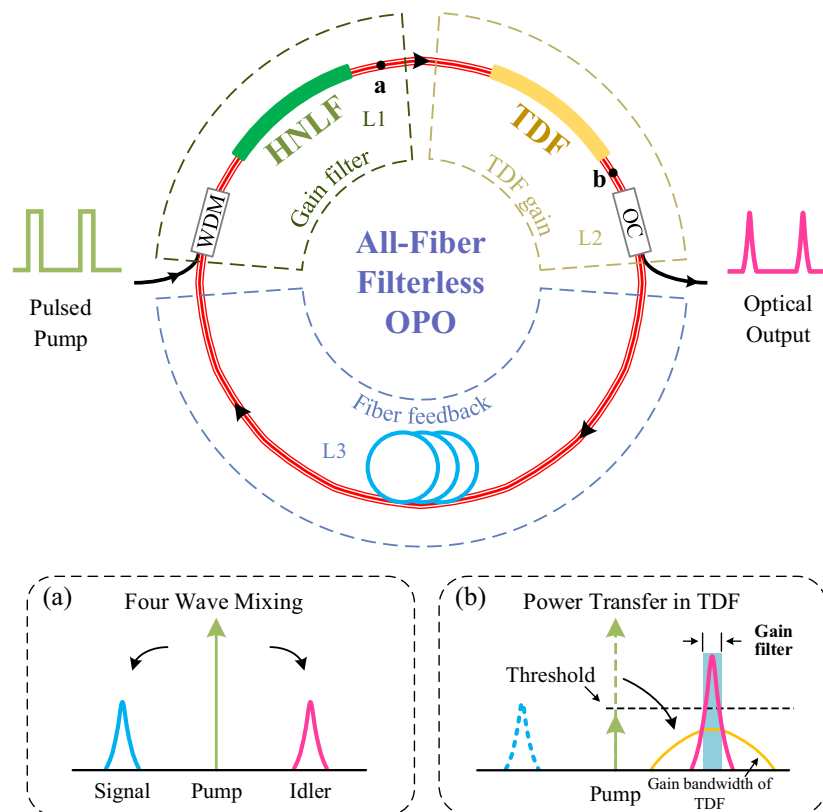 HNLF
a
L1
Gain filter
WDM
TDF
b
TDF gain
L2
OC
Pulsed
Pump
All-Fiber
Filterless
OPO
Optical
Output
Fiber feedback
L3
(a)
Four Wave Mixing
Signal
Pump
Idler
(b)
Power Transfer in TDF
Gain
filter
Threshold
Pump
Gain bandwidth of
TDF